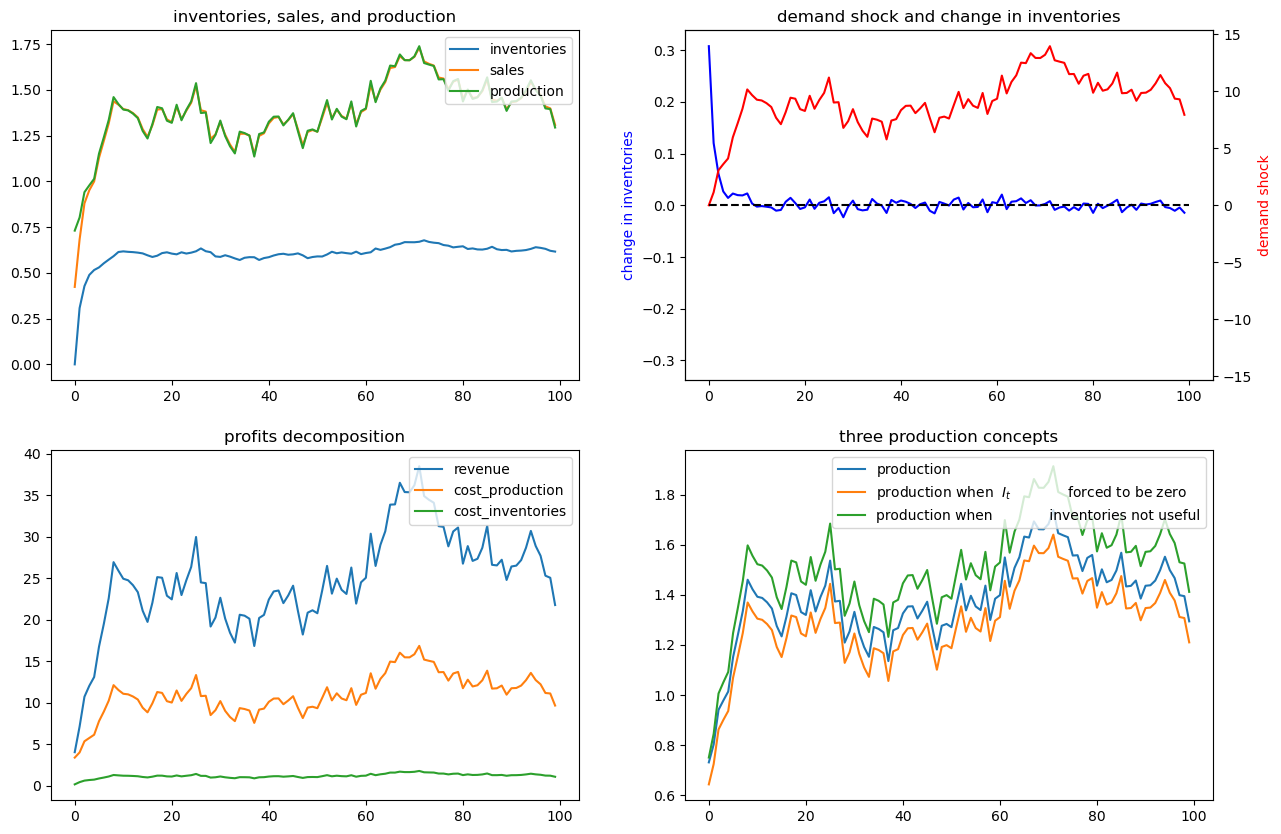 inventories, sales, and production
1.75
1.50
1.25
1.00
0.75
0.50
0.25
0.00
0 20 40 60 80 100
inventories
sales
production
demand shock and change in inventories
change in inventories
0.3
0.2
0.1
0.0
−0.1
−0.2
−0.3
0 20 40 60 80 100
15
10
5
0
−5
−10
−15
demand shock
profits decomposition
40
35
30
25
20
15
10
5
0
0 20 40 60 80 100
revenue
cost_production
cost_inventories
three production concepts
1.8
1.6
1.4
1.2
1.0
0.8
0.6
0 20 40 60 80 100
production
production when I_t forced to be zero
production when inventories not useful